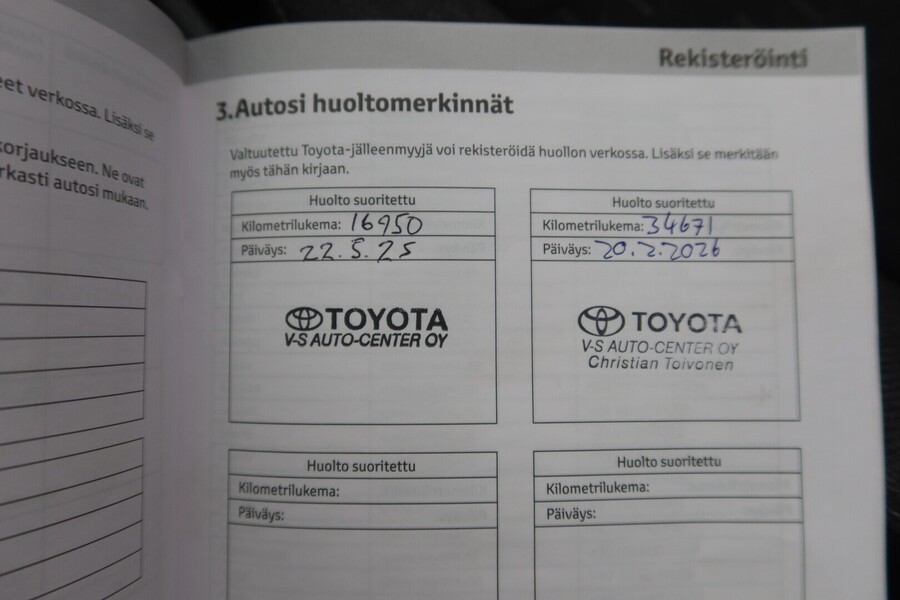 eet verkossa. Lisäksi se
korjaukseen. Ne ovat
rkasti autosi mukaan.
Rekisteröinti
3.Autosi huoltomerkinnät
Valtuutettu Toyota-jälleenmyyjä voi rekisteröidä huollon verkossa. Lisäksi se merkitään
myös tähän kirjaan.
Huolto suoritettu
Kilometrilukema: 16950
Päiväys: 22.5.25
TOYOTA
V-S AUTO-CENTER OY
Huolto suoritettu
Kilometrilukema: 34671
Päiväys: 20.2.2026
TOYOTA
V-S AUTO-CENTER OY
Christian Toivonen
Huolto suoritettu
Kilometrilukema:
Päiväys:
Huolto suoritettu
Kilometrilukema:
Päiväys: